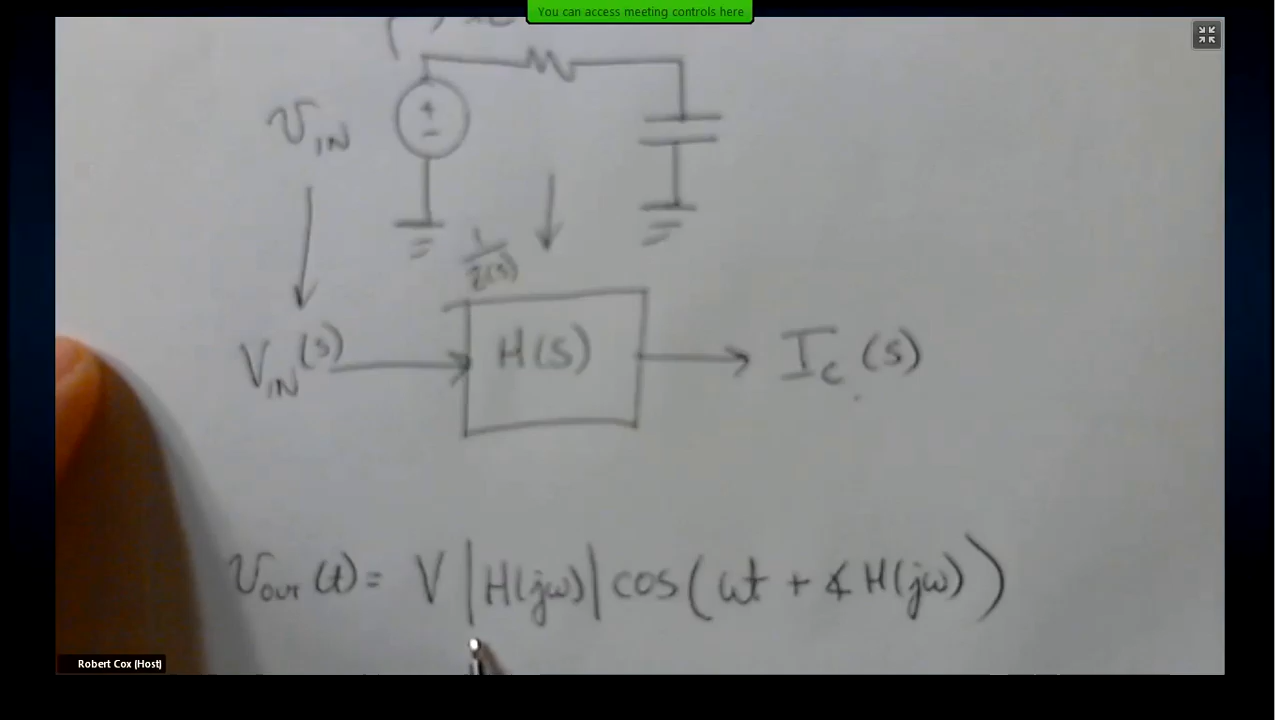 You can access meeting controls here
v_IN
1/Z(s)
V_IN(s) H(s) I_c(s)
v_OUT(t) = V |H(jω)| cos(ωt + ∡ H(jω))
Robert Cox (Host)